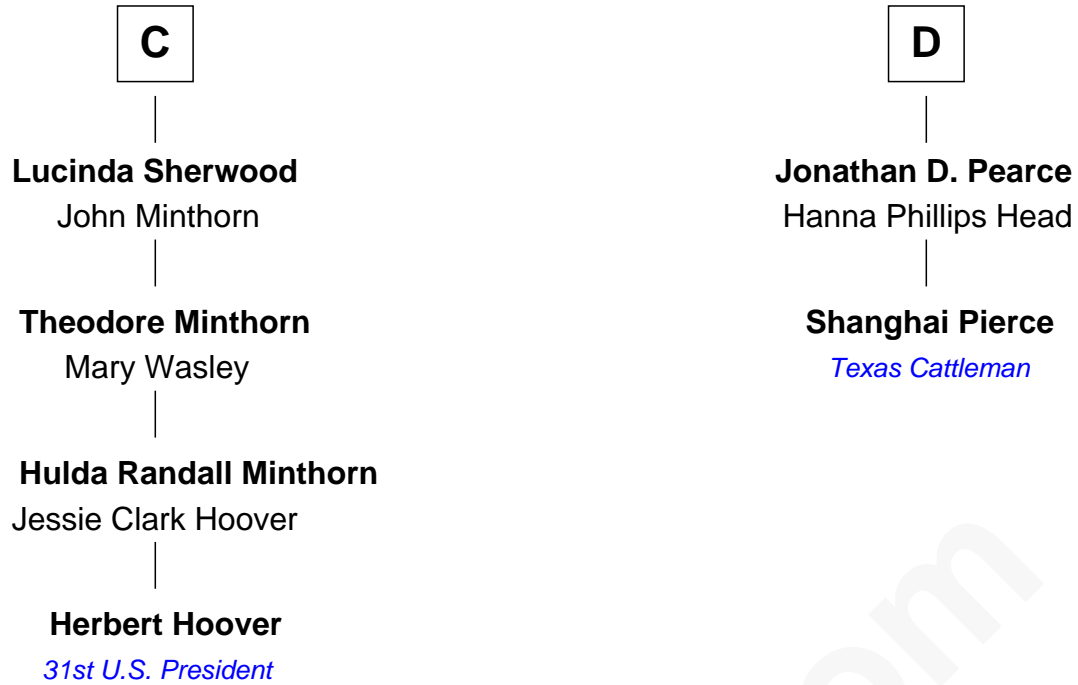 C
Lucinda Sherwood
John Minthorn
Theodore Minthorn
Mary Wasley
Hulda Randall Minthorn
Jessie Clark Hoover
Herbert Hoover
31st U.S. President
D
Jonathan D. Pearce
Hanna Phillips Head
Shanghai Pierce
Texas Cattleman
om